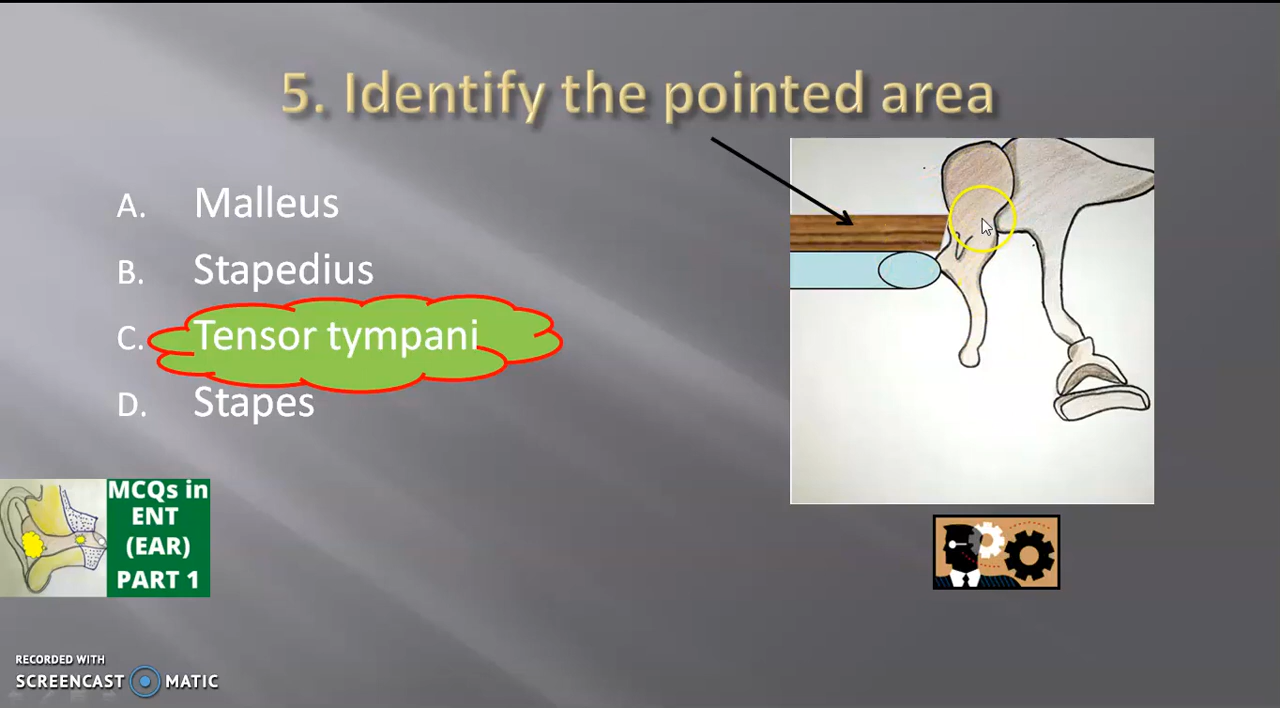 5. Identify the pointed area
A. Malleus
B. Stapedius
C. Tensor tympani
D. Stapes
MCQs in
ENT
(EAR)
PART 1
RECORDED WITH
SCREENCAST MATIC